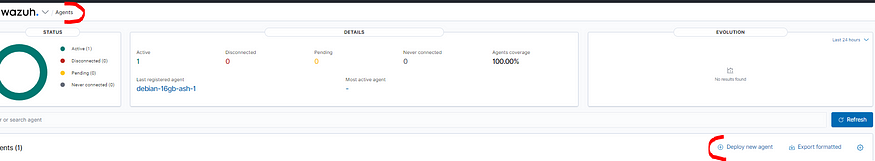 wazuh. Agents
STATUS
Active (1)
Disconnected (0)
Pending (0)
Never connected (0)
DETAILS
Active
1
Disconnected
0
Pending
0
Never connected
0
Agents coverage
100.00%
Last registered agent
debian-16gb-ash-1
Most active agent
-
EVOLUTION
Last 24 hours
No results found
or search agent
Refresh
ents (1)
Deploy new agent
Export formatted